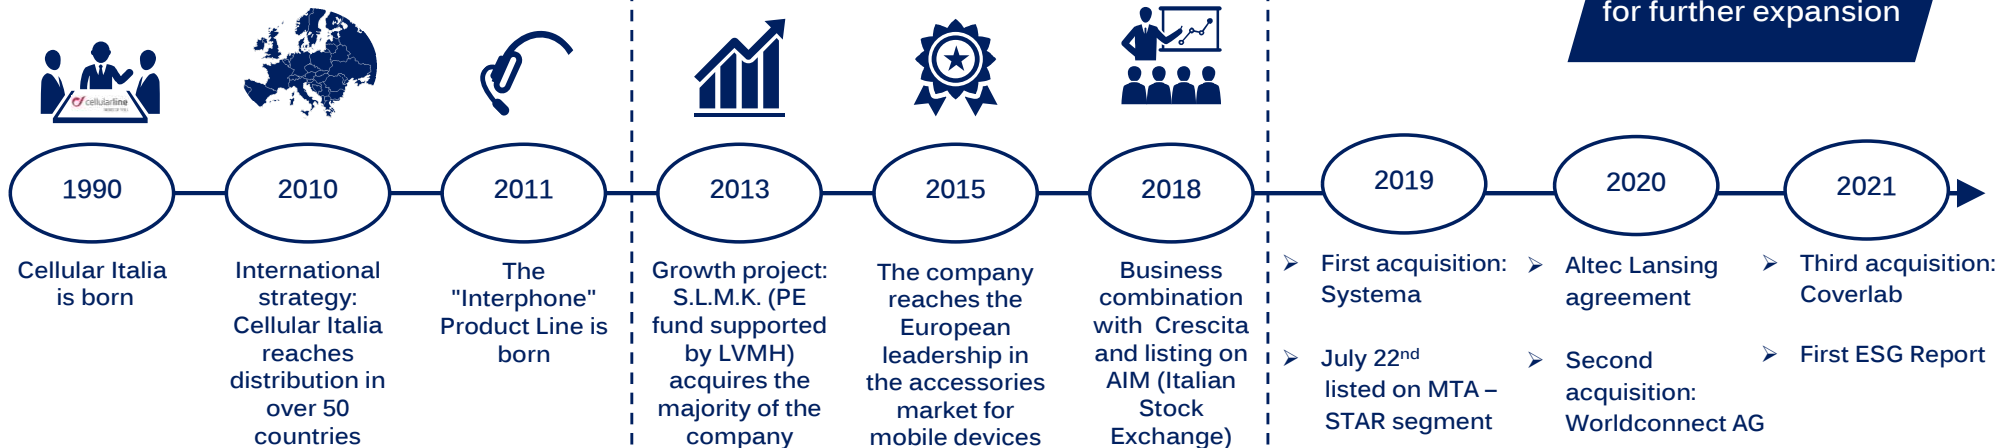 for further expansion
cellularline
1990
Cellular Italia
is born
2010
International
strategy:
Cellular Italia
reaches
distribution in
over 50
countries
2011
The
"Interphone"
Product Line is
born
2013
Growth project:
S.L.M.K. (PE
fund supported
by LVMH)
acquires the
majority of the
company
2015
The company
reaches the
European
leadership in
the accessories
market for
mobile devices
2018
Business
combination
with Crescita
and listing on
AIM (Italian
Stock
Exchange)
2019
➢ First acquisition:
Systema
➢ July 22nd
listed on MTA –
STAR segment
2020
➢ Altec Lansing
agreement
➢ Second
acquisition:
Worldconnect AG
2021
➢ Third acquisition:
Coverlab
➢ First ESG Report